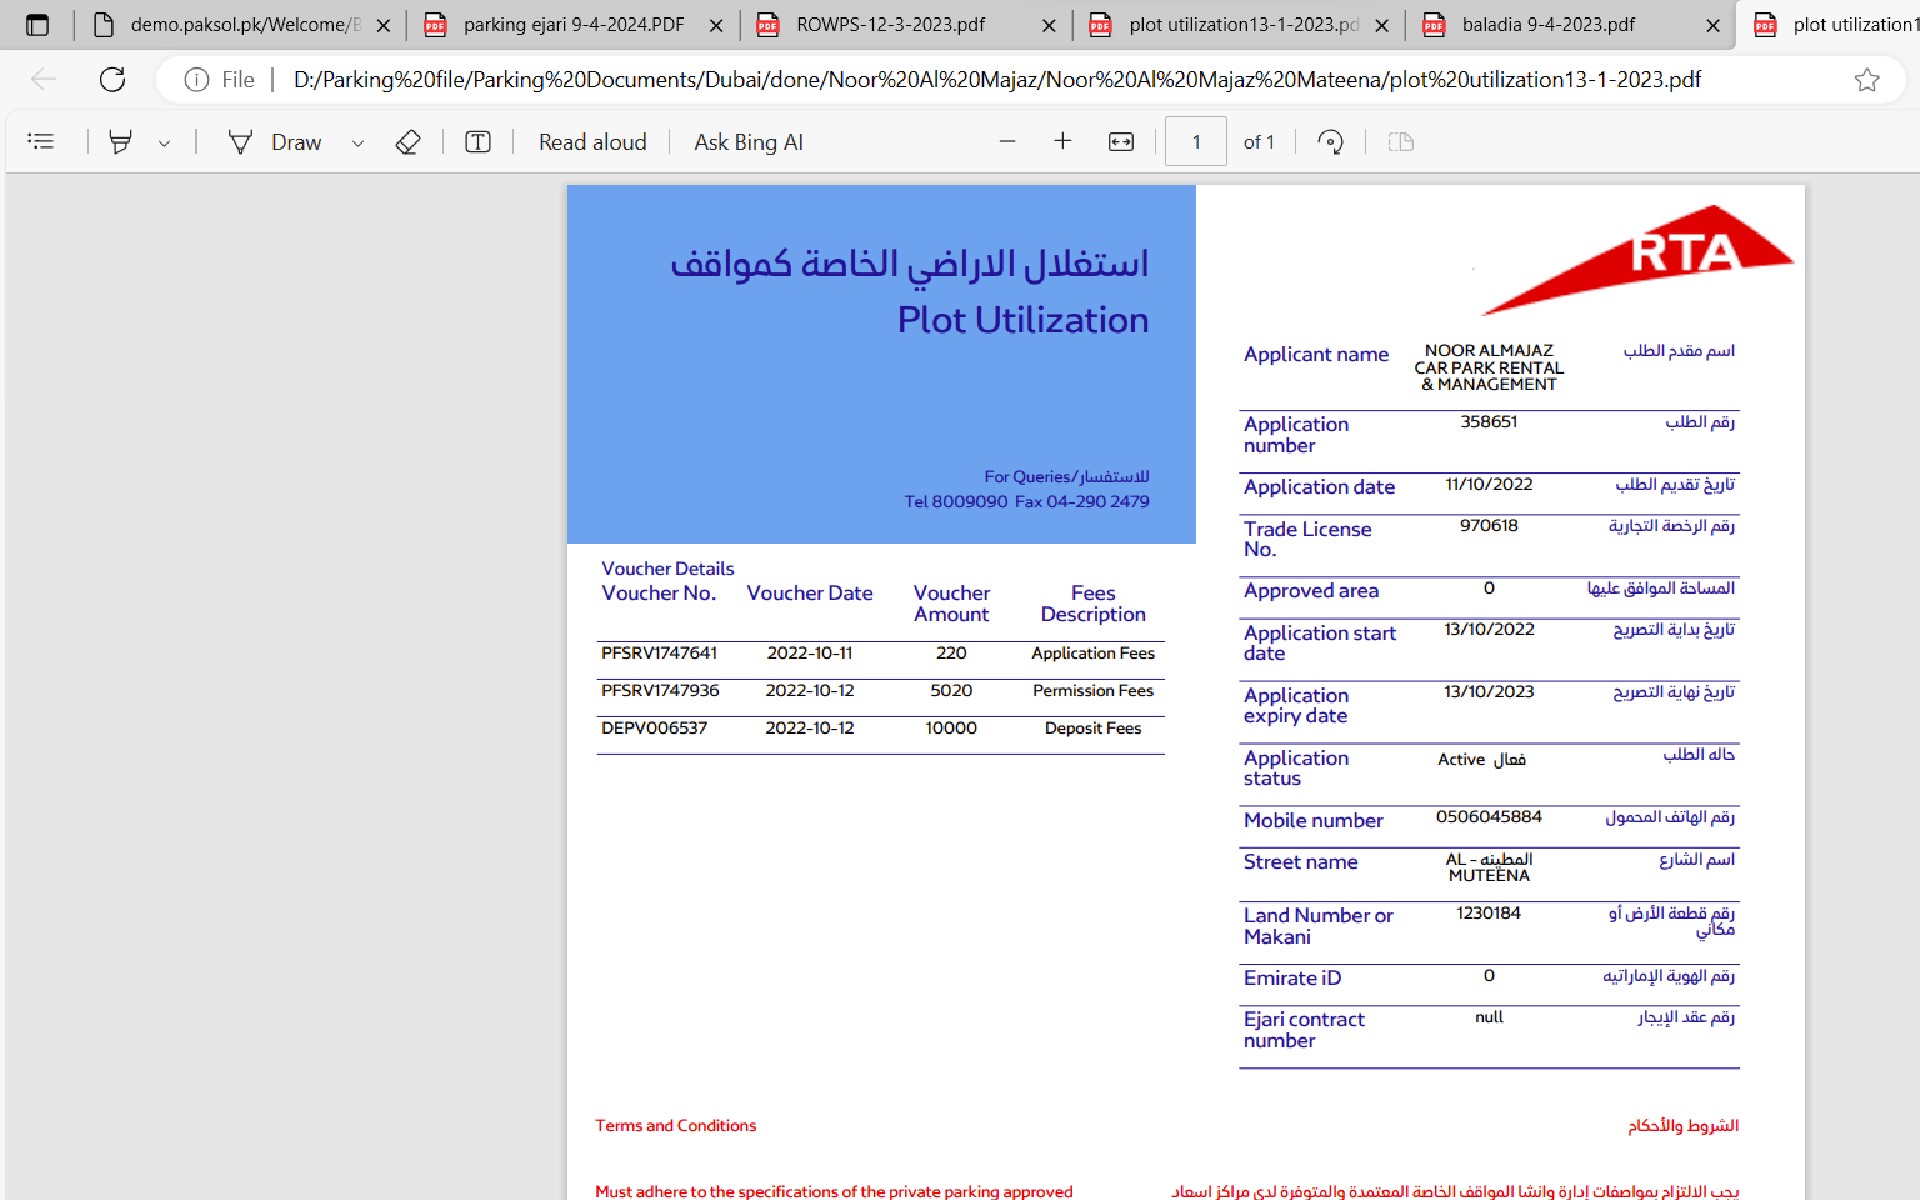 demo.paksol.pk/Welcome/B
parking ejari 9-4-2024.PDF
ROWPS-12-3-2023.pdf
plot utilization13-1-2023.pd
baladia 9-4-2023.pdf
plot utilization1
File
D:/Parking%20file/Parking%20Documents/Dubai/done/Noor%20Al%20Majaz/Noor%20Al%20Majaz%20Mateena/plot%20utilization13-1-2023.pdf
Draw
Read aloud
Ask Bing AI
1 of 1
استغلال الاراضي الخاصة كمواقف
Plot Utilization
For Queries/للاستفسار
Tel 8009090 Fax 04-290 2479
Voucher Details
Voucher No. Voucher Date Voucher Amount Fees Description
PFSRV1747641 2022-10-11 220 Application Fees
PFSRV1747936 2022-10-12 5020 Permission Fees
DEPV006537 2022-10-12 10000 Deposit Fees
RTA
Applicant name NOOR ALMAJAZ CAR PARK RENTAL & MANAGEMENT اسم مقدم الطلب
Application number 358651 رقم الطلب
Application date 11/10/2022 تاريخ تقديم الطلب
Trade License No. 970618 رقم الرخصة التجارية
Approved area 0 المساحة الموافق عليها
Application start date 13/10/2022 تاريخ بداية التصريح
Application expiry date 13/10/2023 تاريخ نهاية التصريح
Application status Active فعال حاله الطلب
Mobile number 0506045884 رقم الهاتف المحمول
Street name AL - المطينه MUTEENA اسم الشارع
Land Number or Makani 1230184 رقم قطعة الأرض أو مكاني
Emirate iD 0 رقم الهوية الإماراتيه
Ejari contract number null رقم عقد الإيجار
Terms and Conditions
الشروط والأحكام
Must adhere to the specifications of the private parking approved
يجب الالتزام بمواصفات إدارة وانشا المواقف الخاصة المعتمدة والمتوفرة لدى مراكز اسعاد